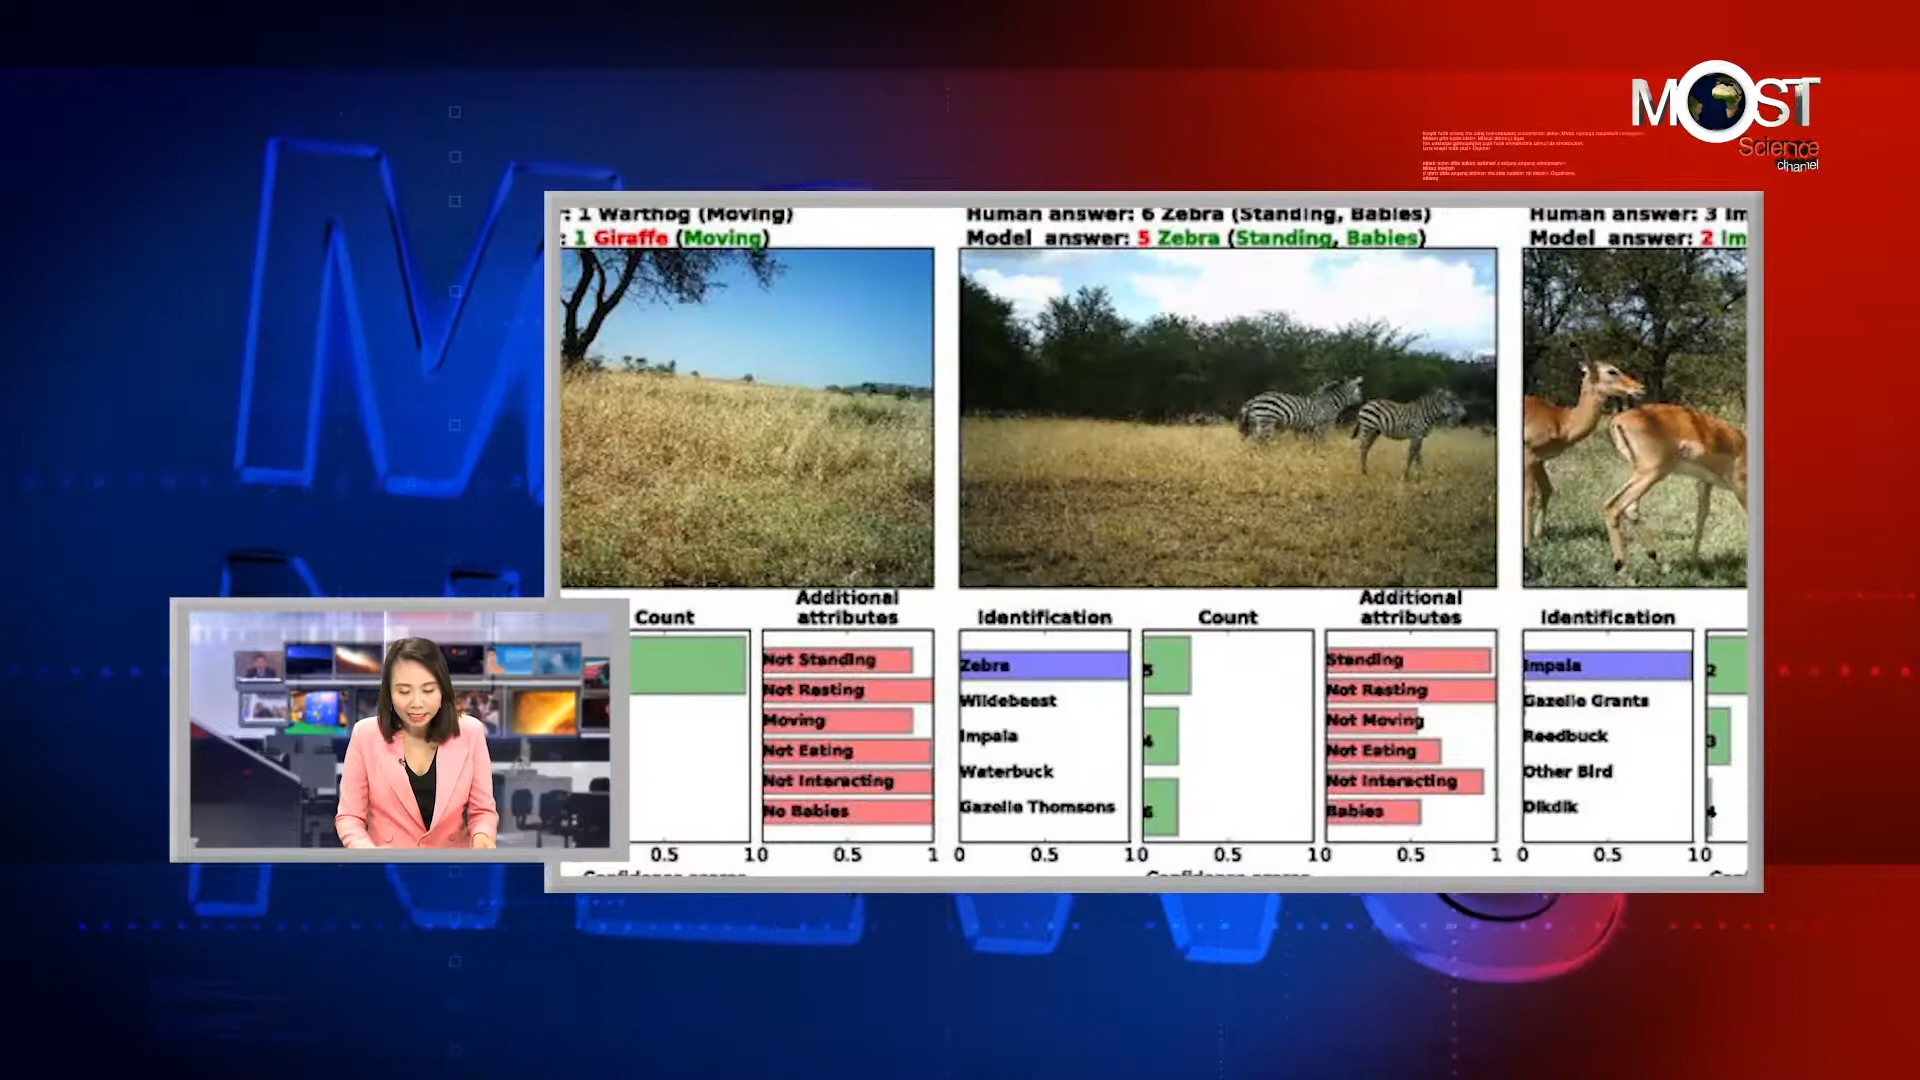 MOST
Science
channel
: 1 Warthog (Moving)
: 1 Giraffe (Moving)
Human answer: 6 Zebra (Standing, Babies)
Model answer: 5 Zebra (Standing, Babies)
Human answer: 3 Im
Model answer: 2 Im
Count
Additional
attributes
Not Standing
Not Resting
Moving
Not Eating
Not Interacting
No Babies
0.5
1
0
0.5
1
Identification
Zebra
Wildebeest
Impala
Waterbuck
Gazelle Thomsons
0
0.5
1
Count
5
4
6
0
0.5
1
Additional
attributes
Standing
Not Resting
Not Moving
Not Eating
Not Interacting
Babies
0
0.5
1
Identification
Impala
Gazelle Grants
Reedbuck
Other Bird
Dikdik
0
0.5
1
2
3
4
0